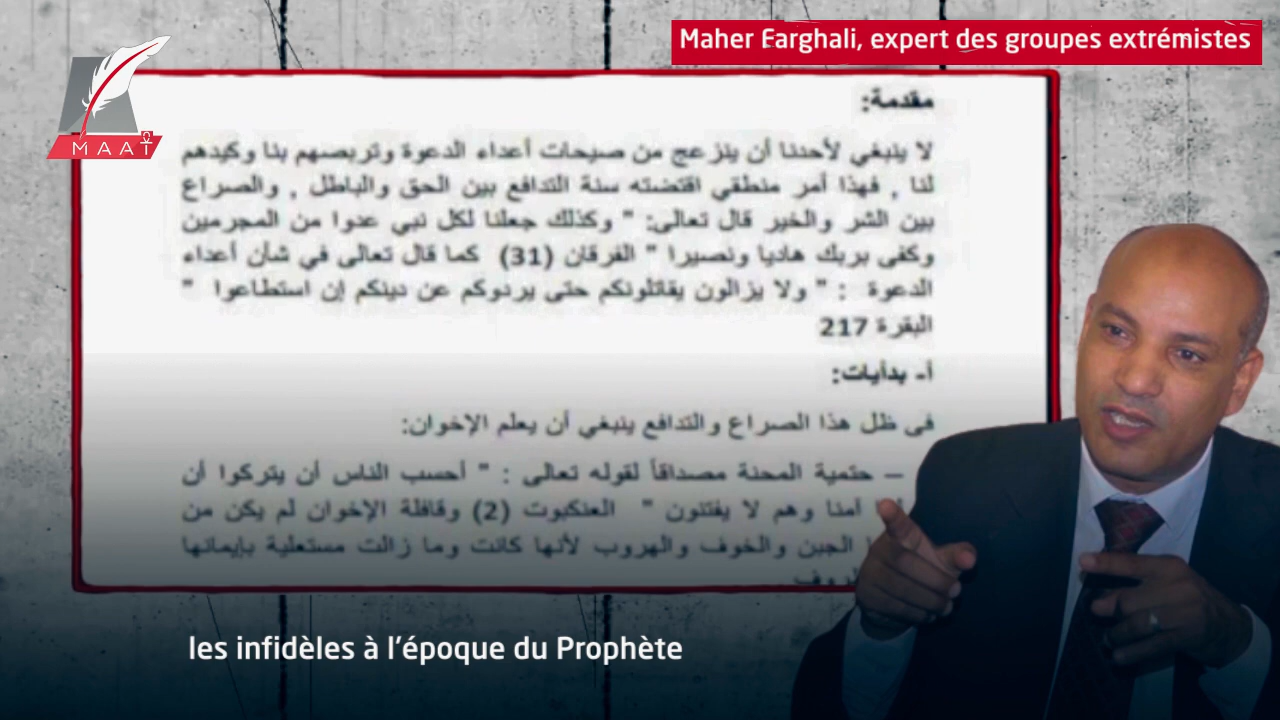 Maher Farghali, expert des groupes extrémistes
MAAT
مقدمة:
لا ينبغي لأحدنا أن ينزعج من صيحات أعداء الدعوة وتربصهم بنا وكيدهم
لنا , فهذا أمر منطقي اقتضته سنة التدافع بين الحق والباطل , والصراع
بين الشر والخير قال تعالى: " وكذلك جعلنا لكل نبي عدوا من المجرمين
وكفى بربك هاديا ونصيرا " الفرقان (31) كما قال تعالى في شأن أعداء
الدعوة : " ولا يزالون يقاتلونكم حتى يردوكم عن دينكم إن استطاعوا "
البقرة 217
أ- بدأيات:
فى ظل هذا الصراع والتدافع ينبغي أن يعلم الإخوان:
– حتمية المحنة مصداقاً لقوله تعالى : " أحسب الناس أن يتركوا أن
أمنا وهم لا يفتنون " العنكبوت (2) وقافلة الإخوان لم يكن من
الجبن والخوف والهروب لأنها كانت وما زالت مستعلية بإيمانها
les infidèles à l'époque du Prophète